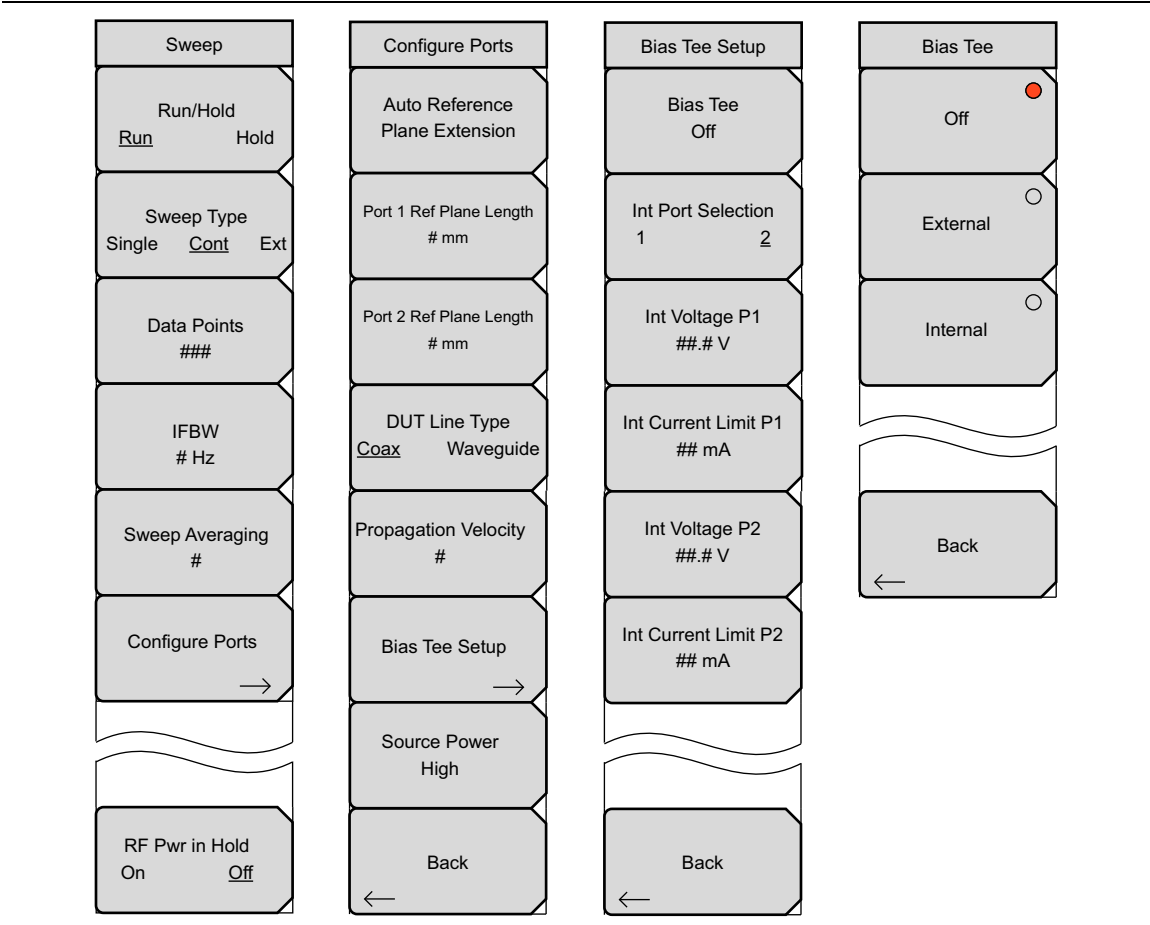 Sweep
Run/Hold
Run Hold
Sweep Type
Single Cont Ext
Data Points
###
IFBW
# Hz
Sweep Averaging
#
Configure Ports
RF Pwr in Hold
On Off
Configure Ports
Auto Reference
Plane Extension
Port 1 Ref Plane Length
# mm
Port 2 Ref Plane Length
# mm
DUT Line Type
Coax Waveguide
Propagation Velocity
#
Bias Tee Setup
Source Power
High
Back
Bias Tee Setup
Bias Tee
Off
Int Port Selection
1 2
Int Voltage P1
##.# V
Int Current Limit P1
## mA
Int Voltage P2
##.# V
Int Current Limit P2
## mA
Back
Bias Tee
Off
External
Internal
Back